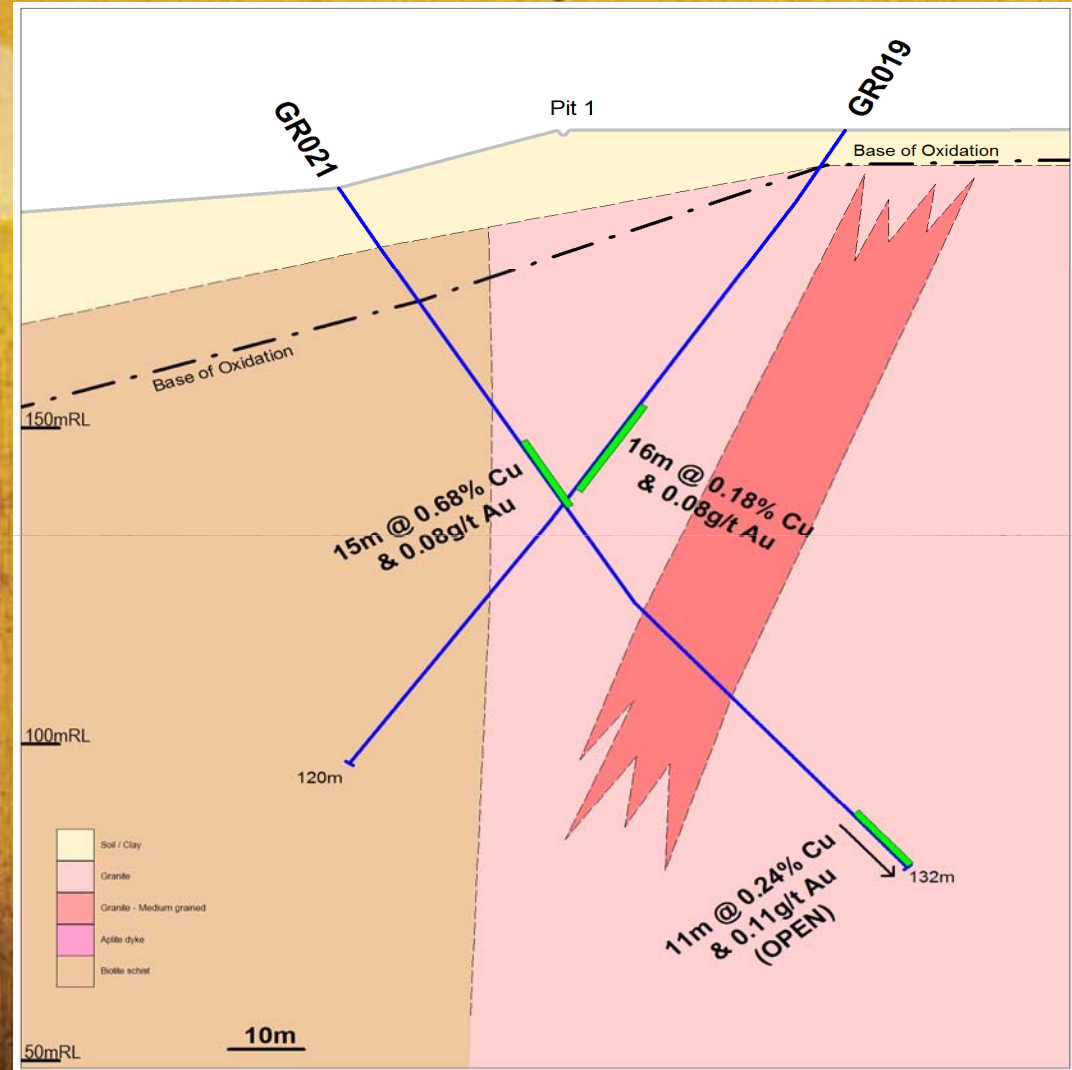 GR021
Pit 1
GR019
Base of Oxidation
Base of Oxidation
150mRL
16m @ 0.18% Cu
& 0.08g/t Au
15m @ 0.68% Cu
& 0.08g/t Au
100mRL
120m
11m @ 0.24% Cu
& 0.11g/t Au
(OPEN)
132m
Soil / Clay
Granite
Granite - Medium grained
Aplite dyke
Biotite schist
10m
50mRL